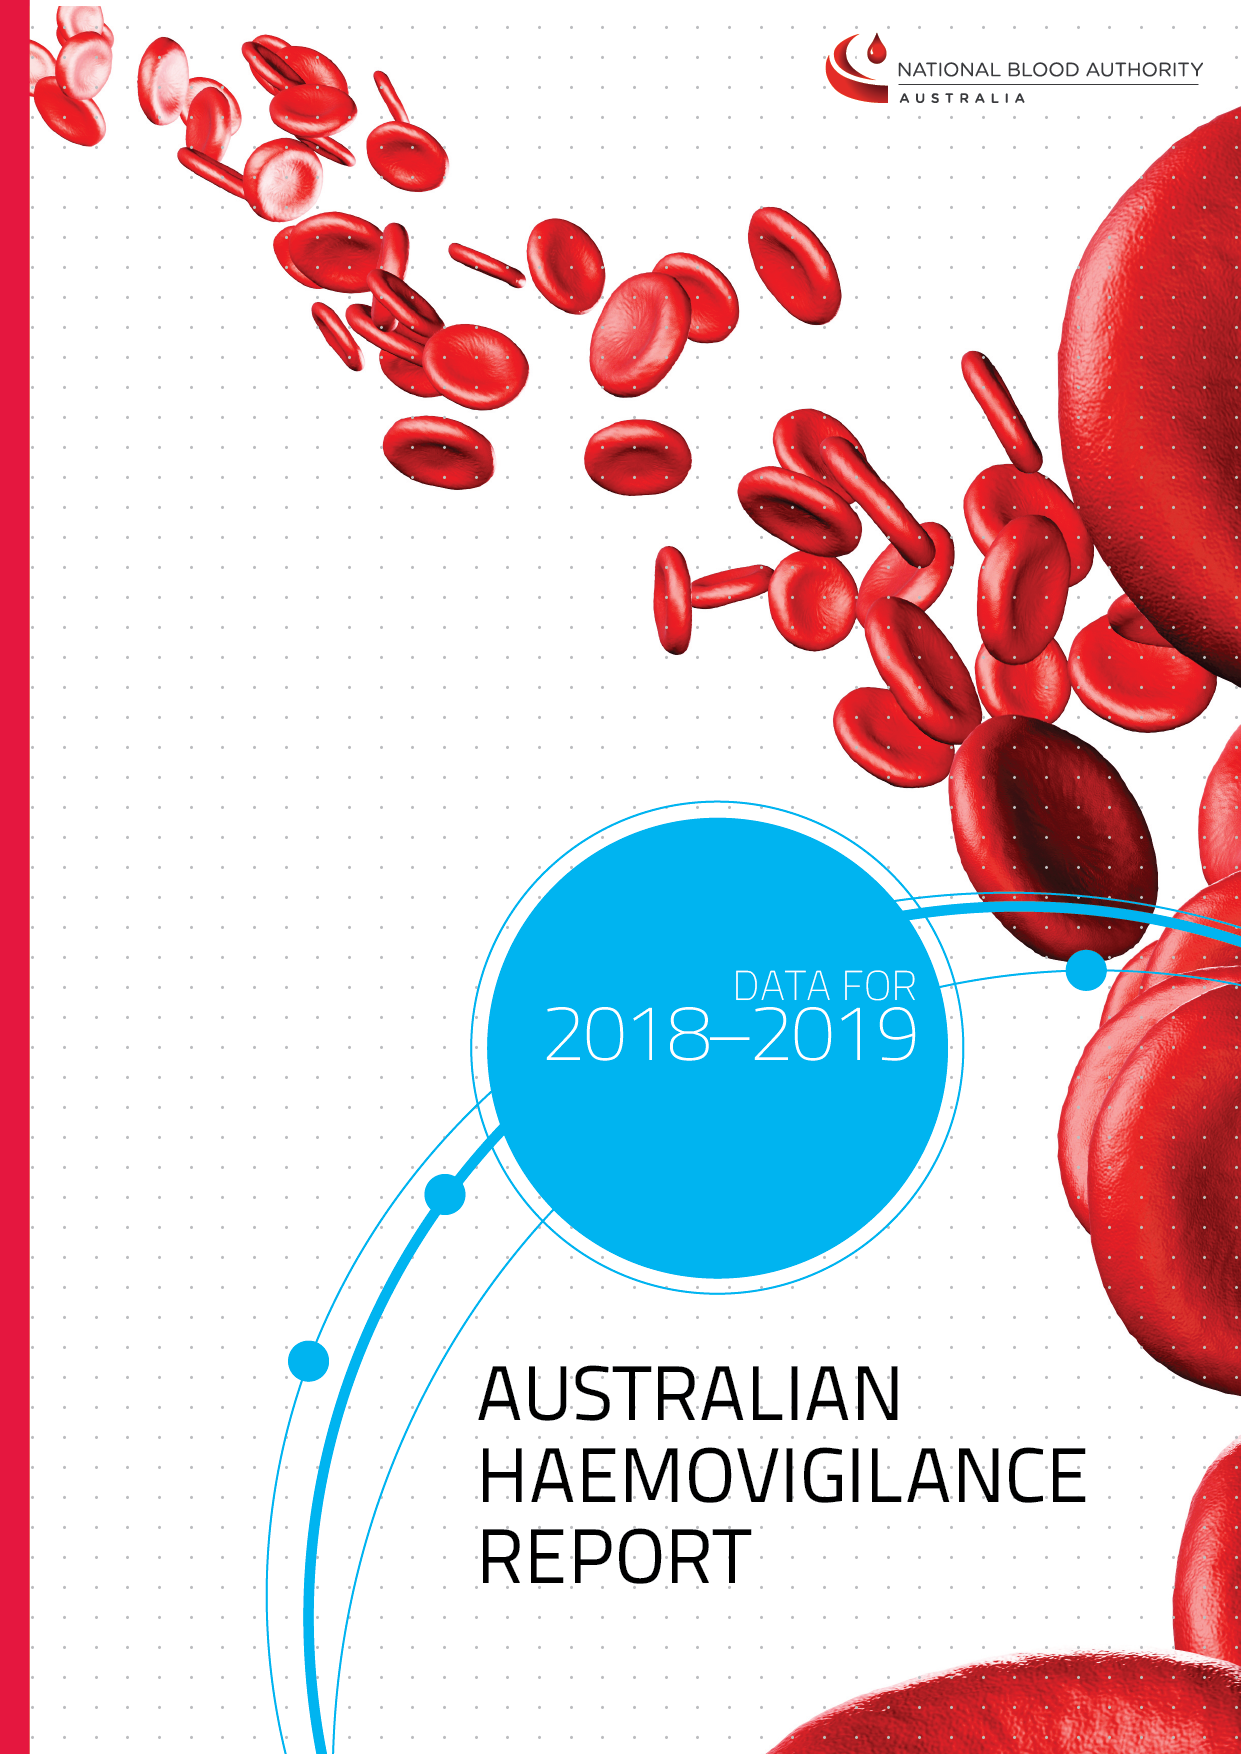 NATIONAL BLOOD AUTHORITY
AUSTRALIA
DATA FOR
2018–2019
AUSTRALIAN
HAEMOVIGILANCE
REPORT